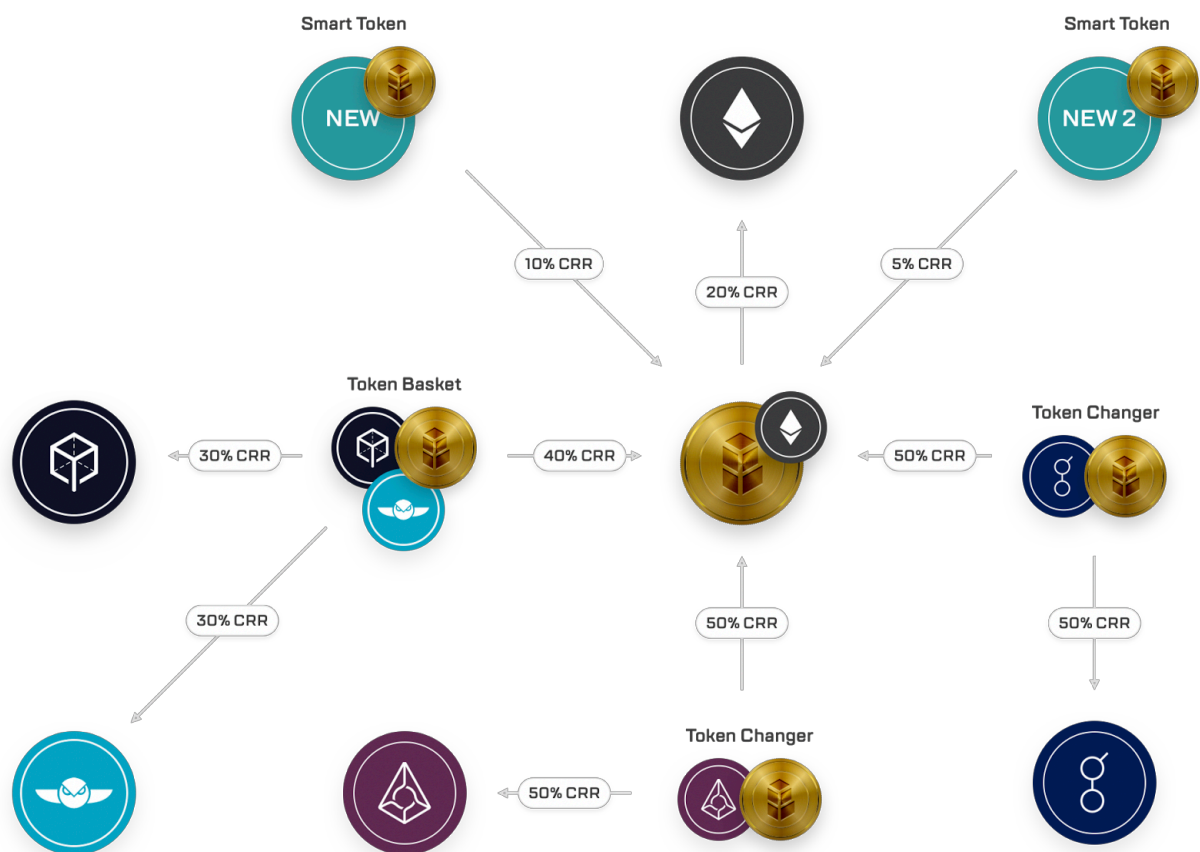 Smart Token
Smart Token
NEW
NEW 2
10% CRR
5% CRR
20% CRR
Token Basket
Token Changer
30% CRR
40% CRR
50% CRR
30% CRR
50% CRR
50% CRR
Token Changer
50% CRR